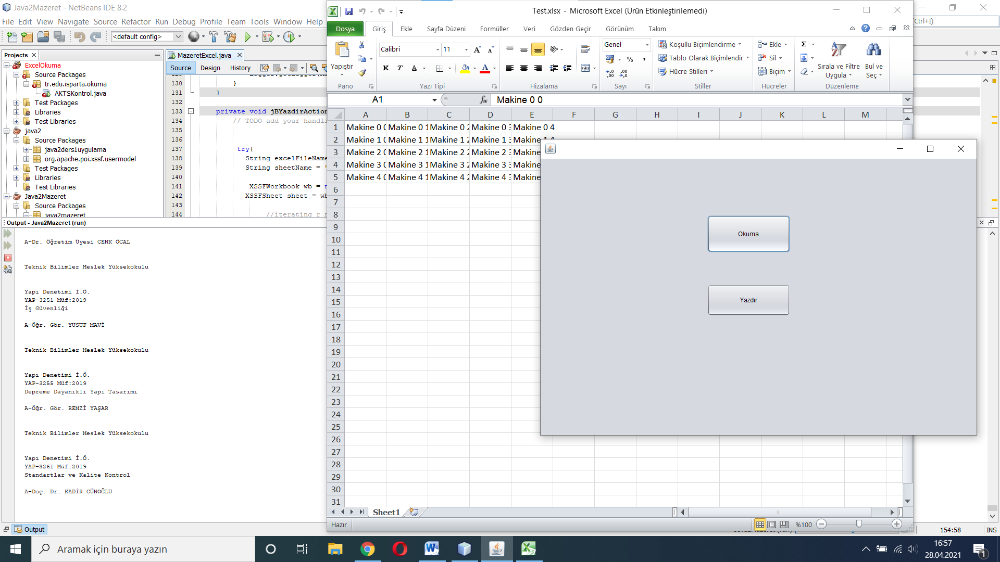 Java2Mazeret - NetBeans IDE 8.2
File Edit View Navigate Source Refactor Run Debug Profile Team Tools Window Help
<default config>
Projects
ExcelOkuma
Source Packages
tr.edu.isparta.okuma
AKTSKontrol.java
Test Packages
Libraries
Test Libraries
java2
Source Packages
java2ders1uygulama
org.apache.poi.xssf.usermodel
Test Packages
Libraries
Test Libraries
Java2Mazeret
Source Packages
java2mazeret
MazeretExcel.java
Source Design History
130 }
131 }
132
133 private void jBYazdirAction
134 // TODO add your handli
135
136
137 try{
138 String excelFileName
139 String sheetName = "
140
141 XSSFWorkbook wb = n
142 XSSFSheet sheet = wb
143
144 //iterating r n
Output - Java2Mazeret (run)
A-Dr. Öğretim Üyesi CENK ÖCAL
Teknik Bilimler Meslek Yüksekokulu
Yapı Denetimi İ.Ö.
YAP-3251 Müf:2019
İş Güvenliği
A-Öğr. Gör. YUSUF MAVİ
Teknik Bilimler Meslek Yüksekokulu
Yapı Denetimi İ.Ö.
YAP-3255 Müf:2019
Depreme Dayanıklı Yapı Tasarımı
A-Öğr. Gör. REMZİ YAŞAR
Teknik Bilimler Meslek Yüksekokulu
Yapı Denetimi İ.Ö.
YAP-3261 Müf:2019
Standartlar ve Kalite Kontrol
A-Doç. Dr. KADİR GÜNOĞLU
Output
Test.xlsx - Microsoft Excel (Ürün Etkinleştirilemedi)
Dosya Giriş Ekle Sayfa Düzeni Formüller Veri Gözden Geçir Görünüm Takım
Yapıştır
Pano
Calibri 11
K T A
Yazı Tipi
Hizalama
Genel
Sayı
Koşullu Biçimlendirme
Tablo Olarak Biçimlendir
Hücre Stilleri
Stiller
Ekle
Sil
Biçim
Hücreler
Sırala ve Filtre Uygula
Bul ve Seç
Düzenleme
A1 fx Makine 0 0
A B C D E F G H I J K L M
1 Makine 0 0 Makine 0 1 Makine 0 2 Makine 0 3 Makine 0 4
2 Makine 1 0 Makine 1 1 Makine 1 2 Makine 1 3 Makine 1 4
3 Makine 2 0 Makine 2 1 Makine 2 2 Makine 2 3 Makine
4 Makine 3 0 Makine 3 1 Makine 3 2 Makine 3 3 Makine
5 Makine 4 0 Makine 4 1 Makine 4 2 Makine 4 3 Makine
6
7
8
9
10
11
12
13
14
15
16
17
18
19
20
21
22
23
24
25
26
27
28
29
30
31
Sheet1
Hazır
%100
Okuma
Yazdır
Ctrl+I)
154:58 INS
Aramak için buraya yazın
16:57
28.04.2021
1